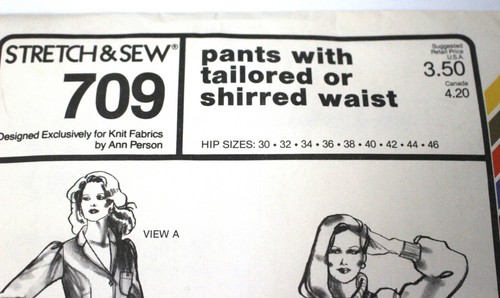 STRETCH & SEW®
709
Designed Exclusively for Knit Fabrics
by Ann Person
pants with
tailored or
shirred waist
HIP SIZES: 30 • 32 • 34 • 36 • 38 • 40 • 42 • 44 • 46
Suggested
Retail Price
U.S.A.
3.50
Canada
4.20
VIEW A